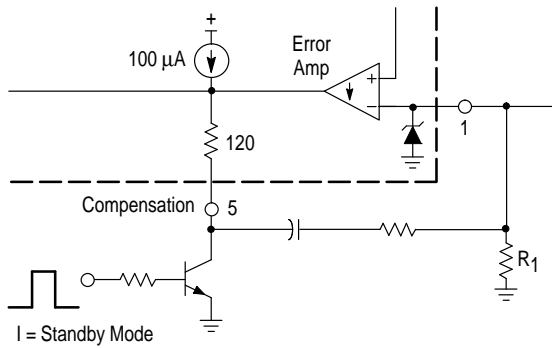 +
100 µA
Error
Amp
+
−
1
120
Compensation
5
R1
I = Standby Mode